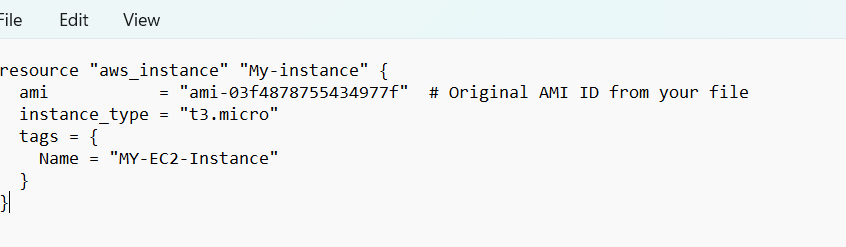 File Edit View
resource "aws_instance" "My-instance" {
  ami           = "ami-03f4878755434977f"  # Original AMI ID from your file
  instance_type = "t3.micro"
  tags = {
    Name = "MY-EC2-Instance"
  }
}